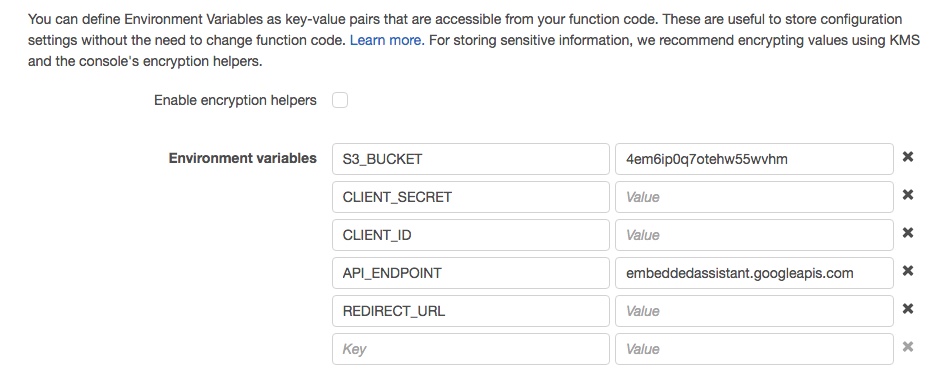 You can define Environment Variables as key-value pairs that are accessible from your function code. These are useful to store configuration
settings without the need to change function code. Learn more. For storing sensitive information, we recommend encrypting values using KMS
and the console's encryption helpers.
Enable encryption helpers
Environment variables S3_BUCKET 4em6ip0q7otehw55wvhm
CLIENT_SECRET Value
CLIENT_ID Value
API_ENDPOINT embeddedassistant.googleapis.com
REDIRECT_URL Value
Key Value